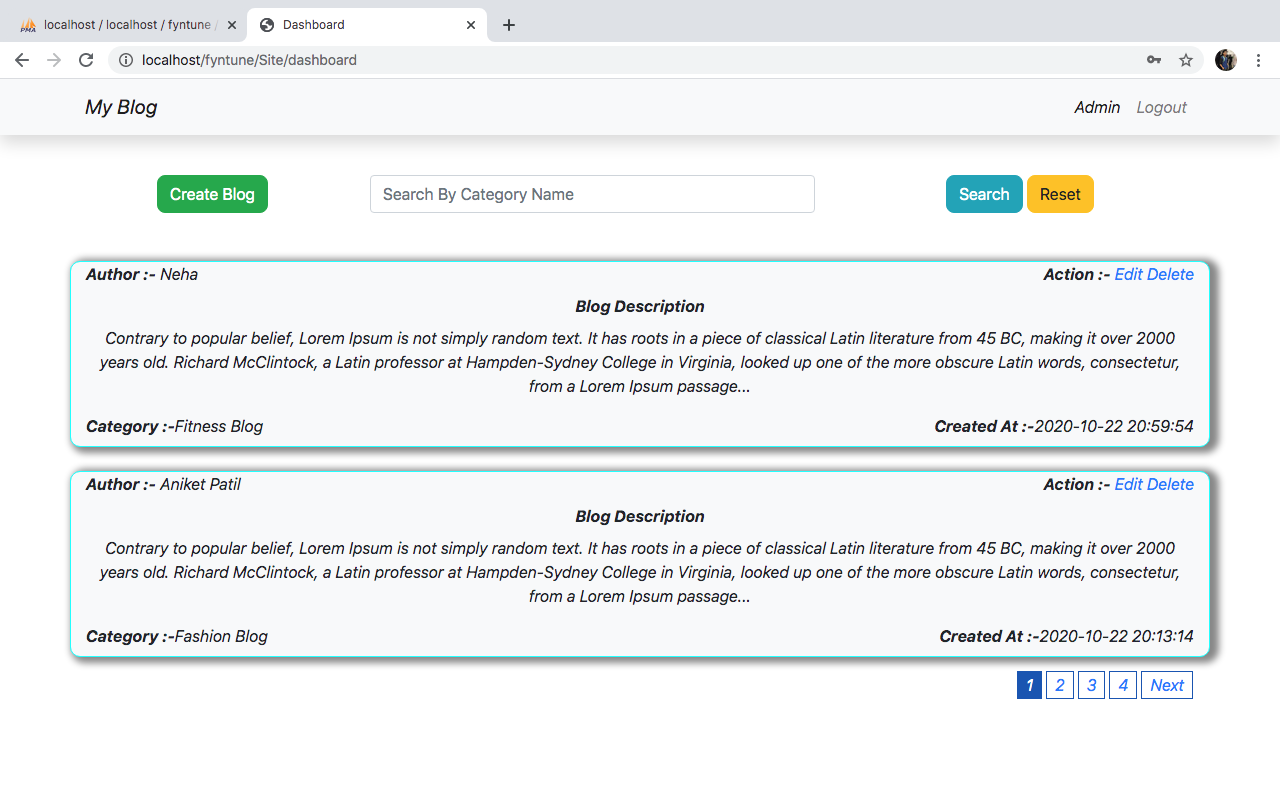 localhost / localhost / fyntune /
Dashboard
localhost/fyntune/Site/dashboard
My Blog
Admin Logout
Create Blog
Search By Category Name
Search Reset
Author :- Neha
Action :- Edit Delete
Blog Description
Contrary to popular belief, Lorem Ipsum is not simply random text. It has roots in a piece of classical Latin literature from 45 BC, making it over 2000
years old. Richard McClintock, a Latin professor at Hampden-Sydney College in Virginia, looked up one of the more obscure Latin words, consectetur,
from a Lorem Ipsum passage...
Category :-Fitness Blog
Created At :-2020-10-22 20:59:54
Author :- Aniket Patil
Action :- Edit Delete
Blog Description
Contrary to popular belief, Lorem Ipsum is not simply random text. It has roots in a piece of classical Latin literature from 45 BC, making it over 2000
years old. Richard McClintock, a Latin professor at Hampden-Sydney College in Virginia, looked up one of the more obscure Latin words, consectetur,
from a Lorem Ipsum passage...
Category :-Fashion Blog
Created At :-2020-10-22 20:13:14
1 2 3 4 Next